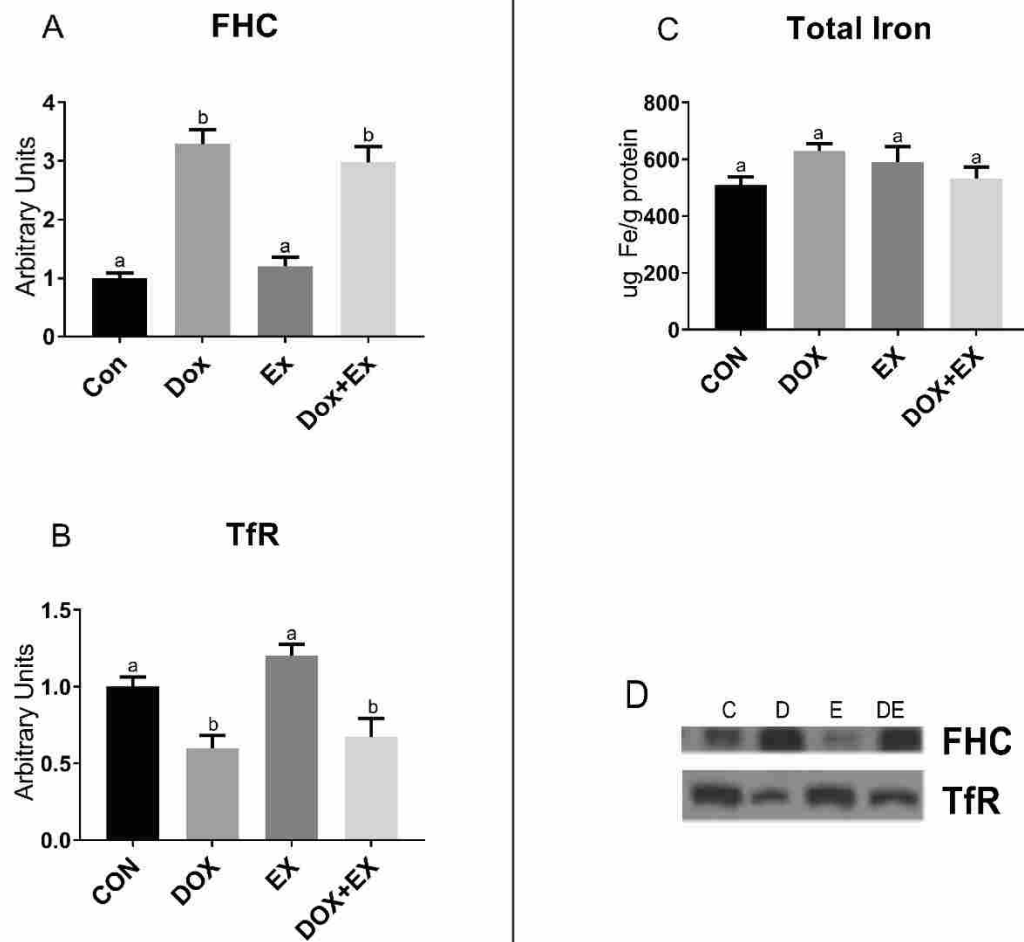 A
FHC
Arbitrary Units
4
3
2
1
0
a
b
a
b
Con
Dox
Ex
Dox+Ex
B
TfR
Arbitrary Units
1.5
1.0
0.5
0.0
a
b
a
b
CON
DOX
EX
DOX+EX
C
Total Iron
ug Fe/g protein
800
600
400
200
0
a
a
a
a
CON
DOX
EX
DOX+EX
D
C D E DE
FHC
TfR